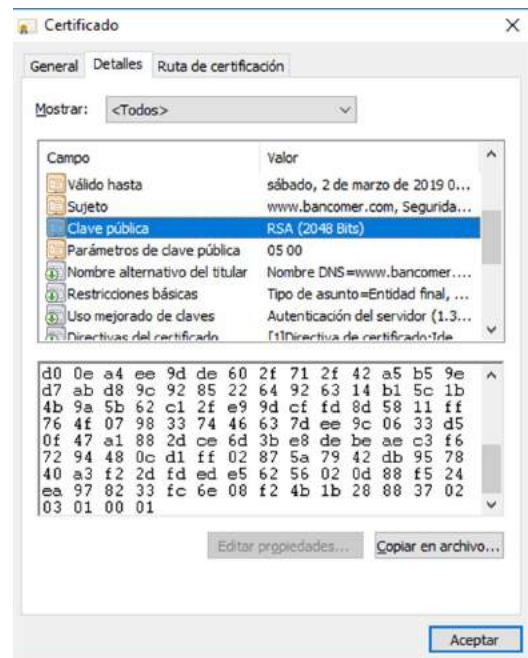 Certificado
General Detalles Ruta de certificación
Mostrar: <Todos>
Campo Valor
Válido hasta sábado, 2 de marzo de 2019 0...
Sujeto www.bancomer.com, Segurida...
Clave pública RSA (2048 Bits)
Parámetros de clave pública 05 00
Nombre alternativo del titular Nombre DNS=www.bancomer....
Restricciones básicas Tipo de asunto=Entidad final, ...
Uso mejorado de claves Autenticación del servidor (1.3...
Directivas del certificado [1]Directiva de certificado:Ide...
d0 0e a4 ee 9d de 60 2f 71 2f 42 a5 b5 9e
d7 ab d8 9c 92 85 22 64 92 63 14 b1 5c 1b
4b 9a 5b 62 c1 2f e9 9d cf fd 8d 58 11 ff
76 4f 07 98 33 74 46 63 7d ee 9c 06 33 d5
0f 47 a1 88 2d ce 6d 3b e8 de be ae c3 f6
72 94 48 0c d1 ff 02 87 5a 79 42 db 95 78
40 a3 f2 2d fd ed e5 62 56 02 0d 88 f5 24
ea 97 82 33 fc 6e 08 f2 4b 1b 28 88 37 02
03 01 00 01
Editar propiedades... Copiar en archivo...
Aceptar